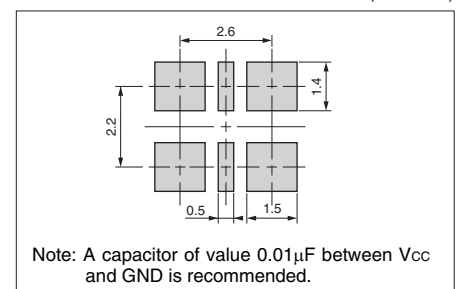 2.6
1.4
2.2
0.5
1.5
Note: A capacitor of value 0.01μF between Vcc
and GND is recommended.